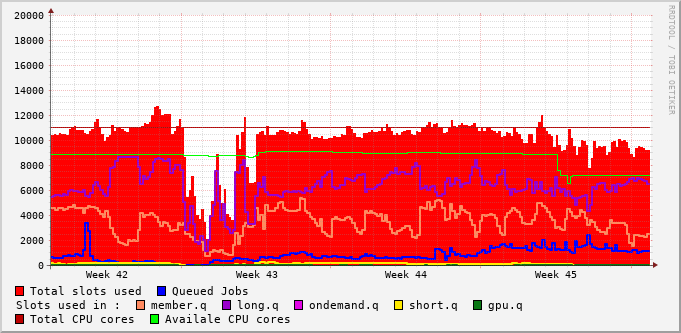 20000
18000
16000
14000
12000
10000
8000
6000
4000
2000
0
Week 42 Week 43 Week 44 Week 45
Total slots used Queued Jobs
Slots used in : member.q long.q ondemand.q short.q gpu.q
Total CPU cores Availale CPU cores
RRDTOOL / TOBI OETIKER